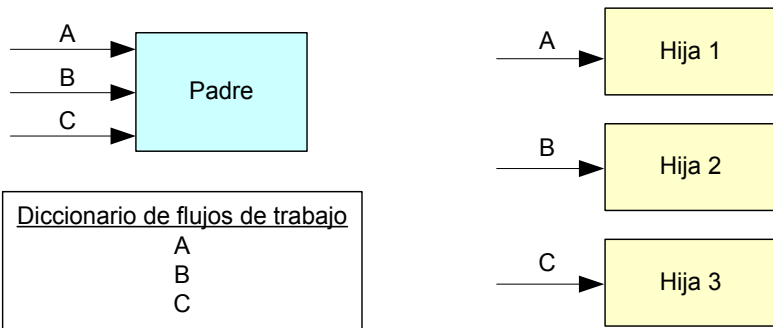 A
B
C
Padre
Diccionario de flujos de trabajo
A
B
C
A
Hija 1
B
Hija 2
C
Hija 3